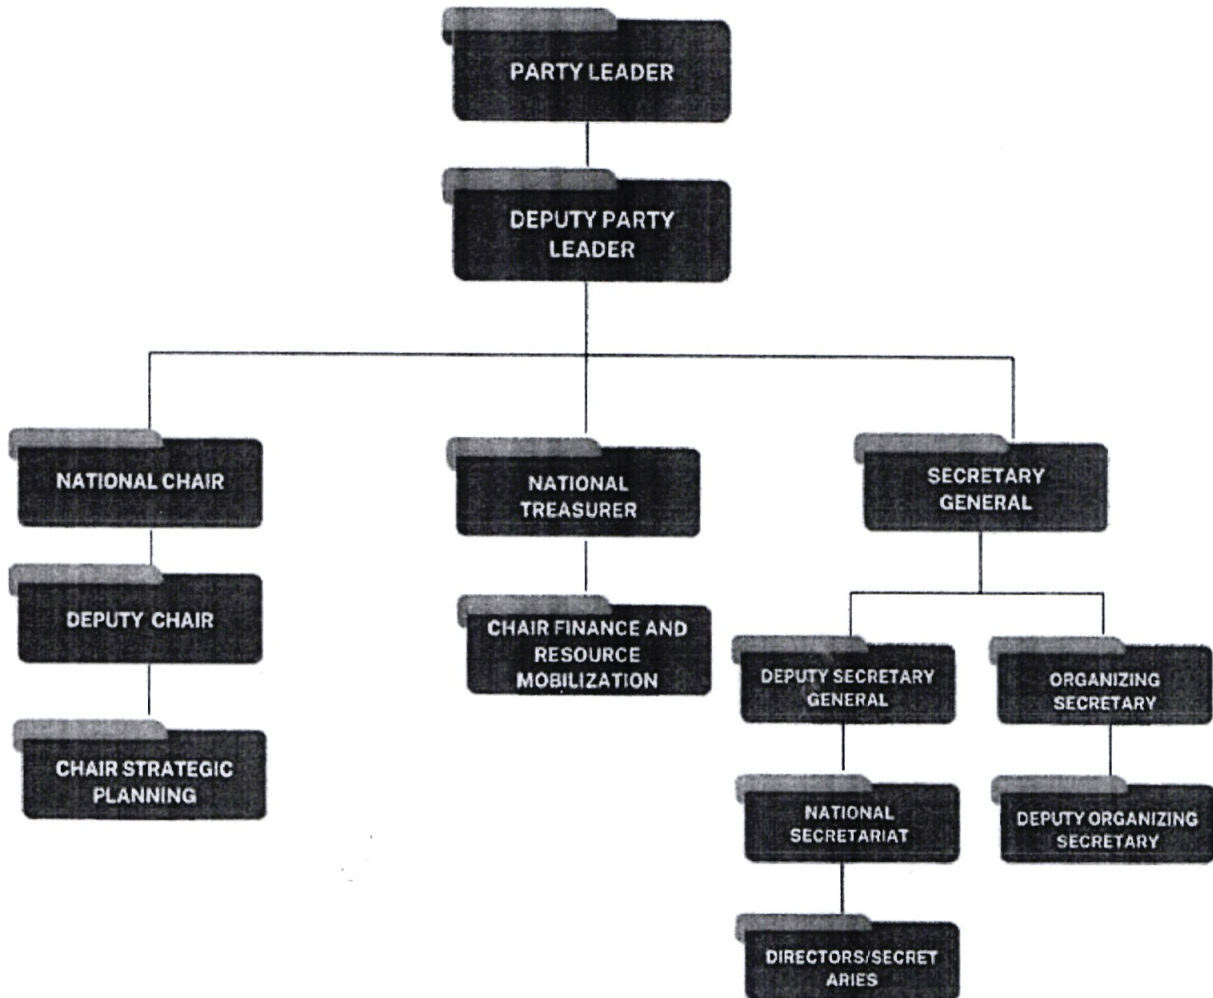 PARTY LEADER
DEPUTY PARTY
LEADER
NATIONAL CHAIR
NATIONAL
TREASURER
SECRETARY
GENERAL
DEPUTY CHAIR
CHAIR FINANCE AND
RESOURCE
MOBILIZATION
DEPUTY SECRETARY
GENERAL
ORGANIZING
SECRETARY
CHAIR STRATEGIC
PLANNING
NATIONAL
SECRETARIAT
DEPUTY ORGANIZING
SECRETARY
DIRECTORS/SECRET
ARIES